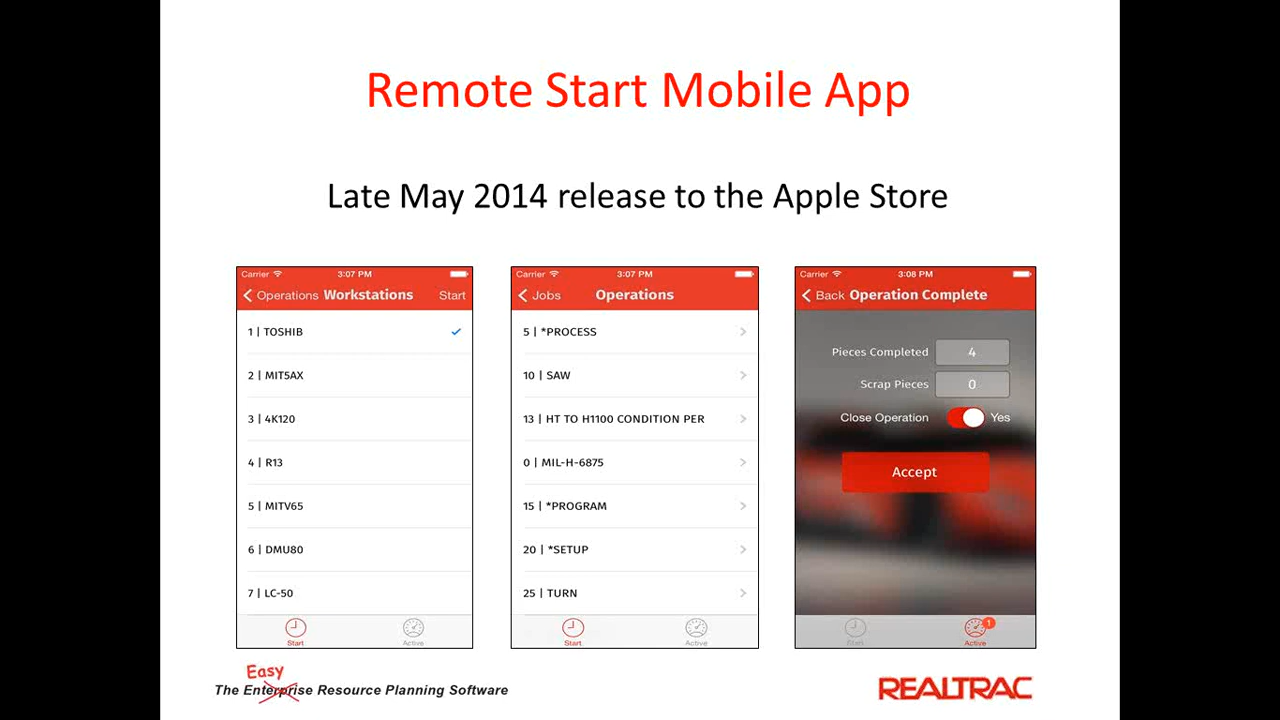 Remote Start Mobile App
Late May 2014 release to the Apple Store
Carrier 3:07 PM
Operations Workstations Start
1 | TOSHIB
2 | MIT5AX
3 | 4K120
4 | R13
5 | MITV65
6 | DMU80
7 | LC-50
Start Active
Carrier 3:07 PM
Jobs Operations
5 | *PROCESS
10 | SAW
13 | HT TO H1100 CONDITION PER
0 | MIL-H-6875
15 | *PROGRAM
20 | *SETUP
25 | TURN
Start Active
Carrier 3:08 PM
Back Operation Complete
Pieces Completed 4
Scrap Pieces 0
Close Operation Yes
Accept
1
Start Active
Easy
The Enterprise Resource Planning Software
REALTRAC